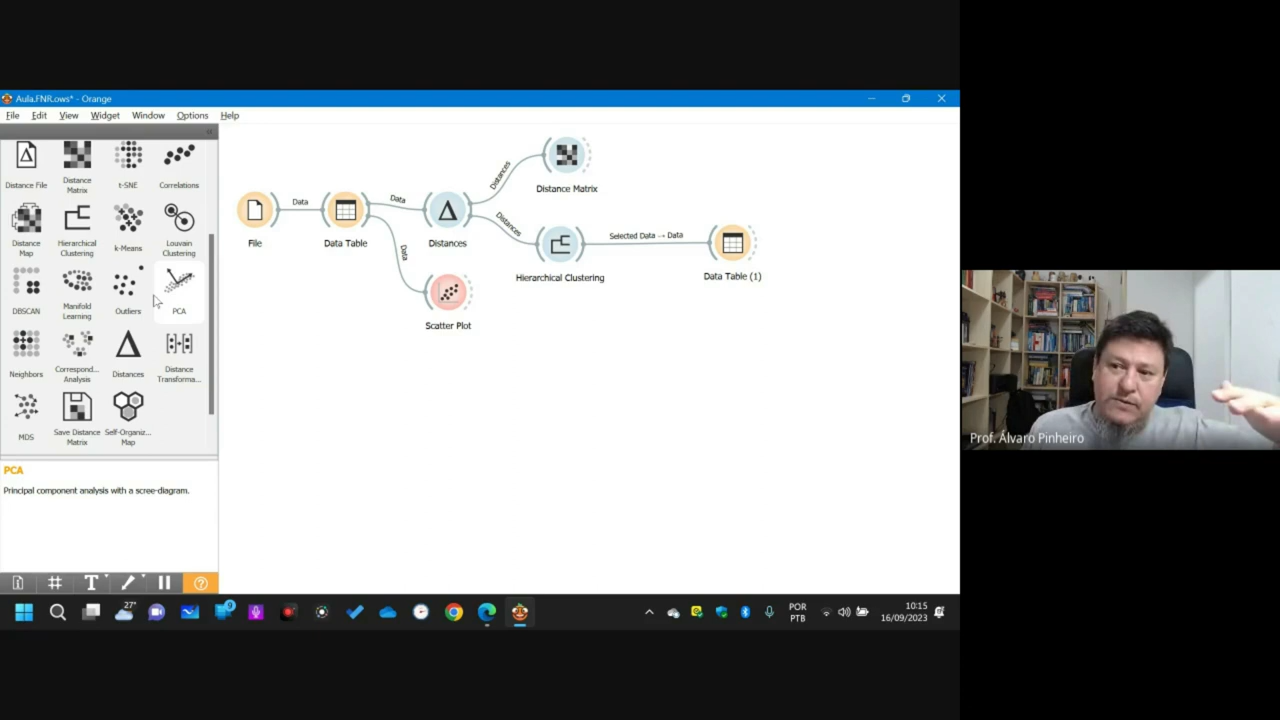 Aula.FNR.ows* - Orange
File Edit View Widget Window Options Help
Distance File
Distance Matrix
t-SNE
Correlations
Distance Map
Hierarchical Clustering
k-Means
Louvain Clustering
DBSCAN
Manifold Learning
Outliers
PCA
Neighbors
Correspond... Analysis
Distances
Distance Transforma...
MDS
Save Distance Matrix
Self-Organiz... Map
PCA
Principal component analysis with a scree-diagram.
File
Data
Data Table
Data
Data
Distances
Distances
Distances
Distance Matrix
Hierarchical Clustering
Selected Data → Data
Data Table (1)
Scatter Plot
Prof. Álvaro Pinheiro
27°
POR
PTB
10:15
16/09/2023